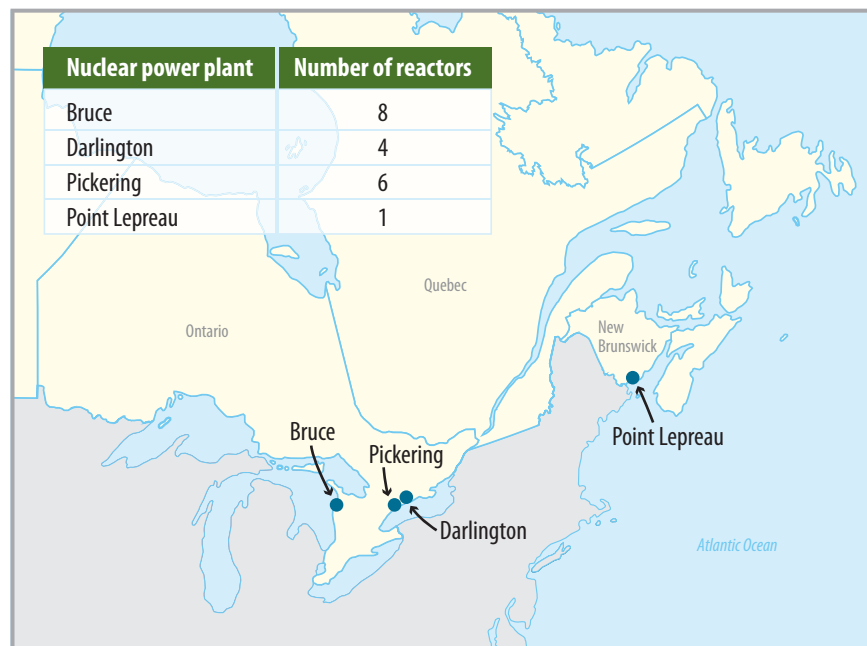 Nuclear power plant Number of reactors
Bruce 8
Darlington 4
Pickering 6
Point Lepreau 1
Quebec
Ontario
New
Brunswick
Bruce
Pickering
Point Lepreau
Darlington
Atlantic Ocean